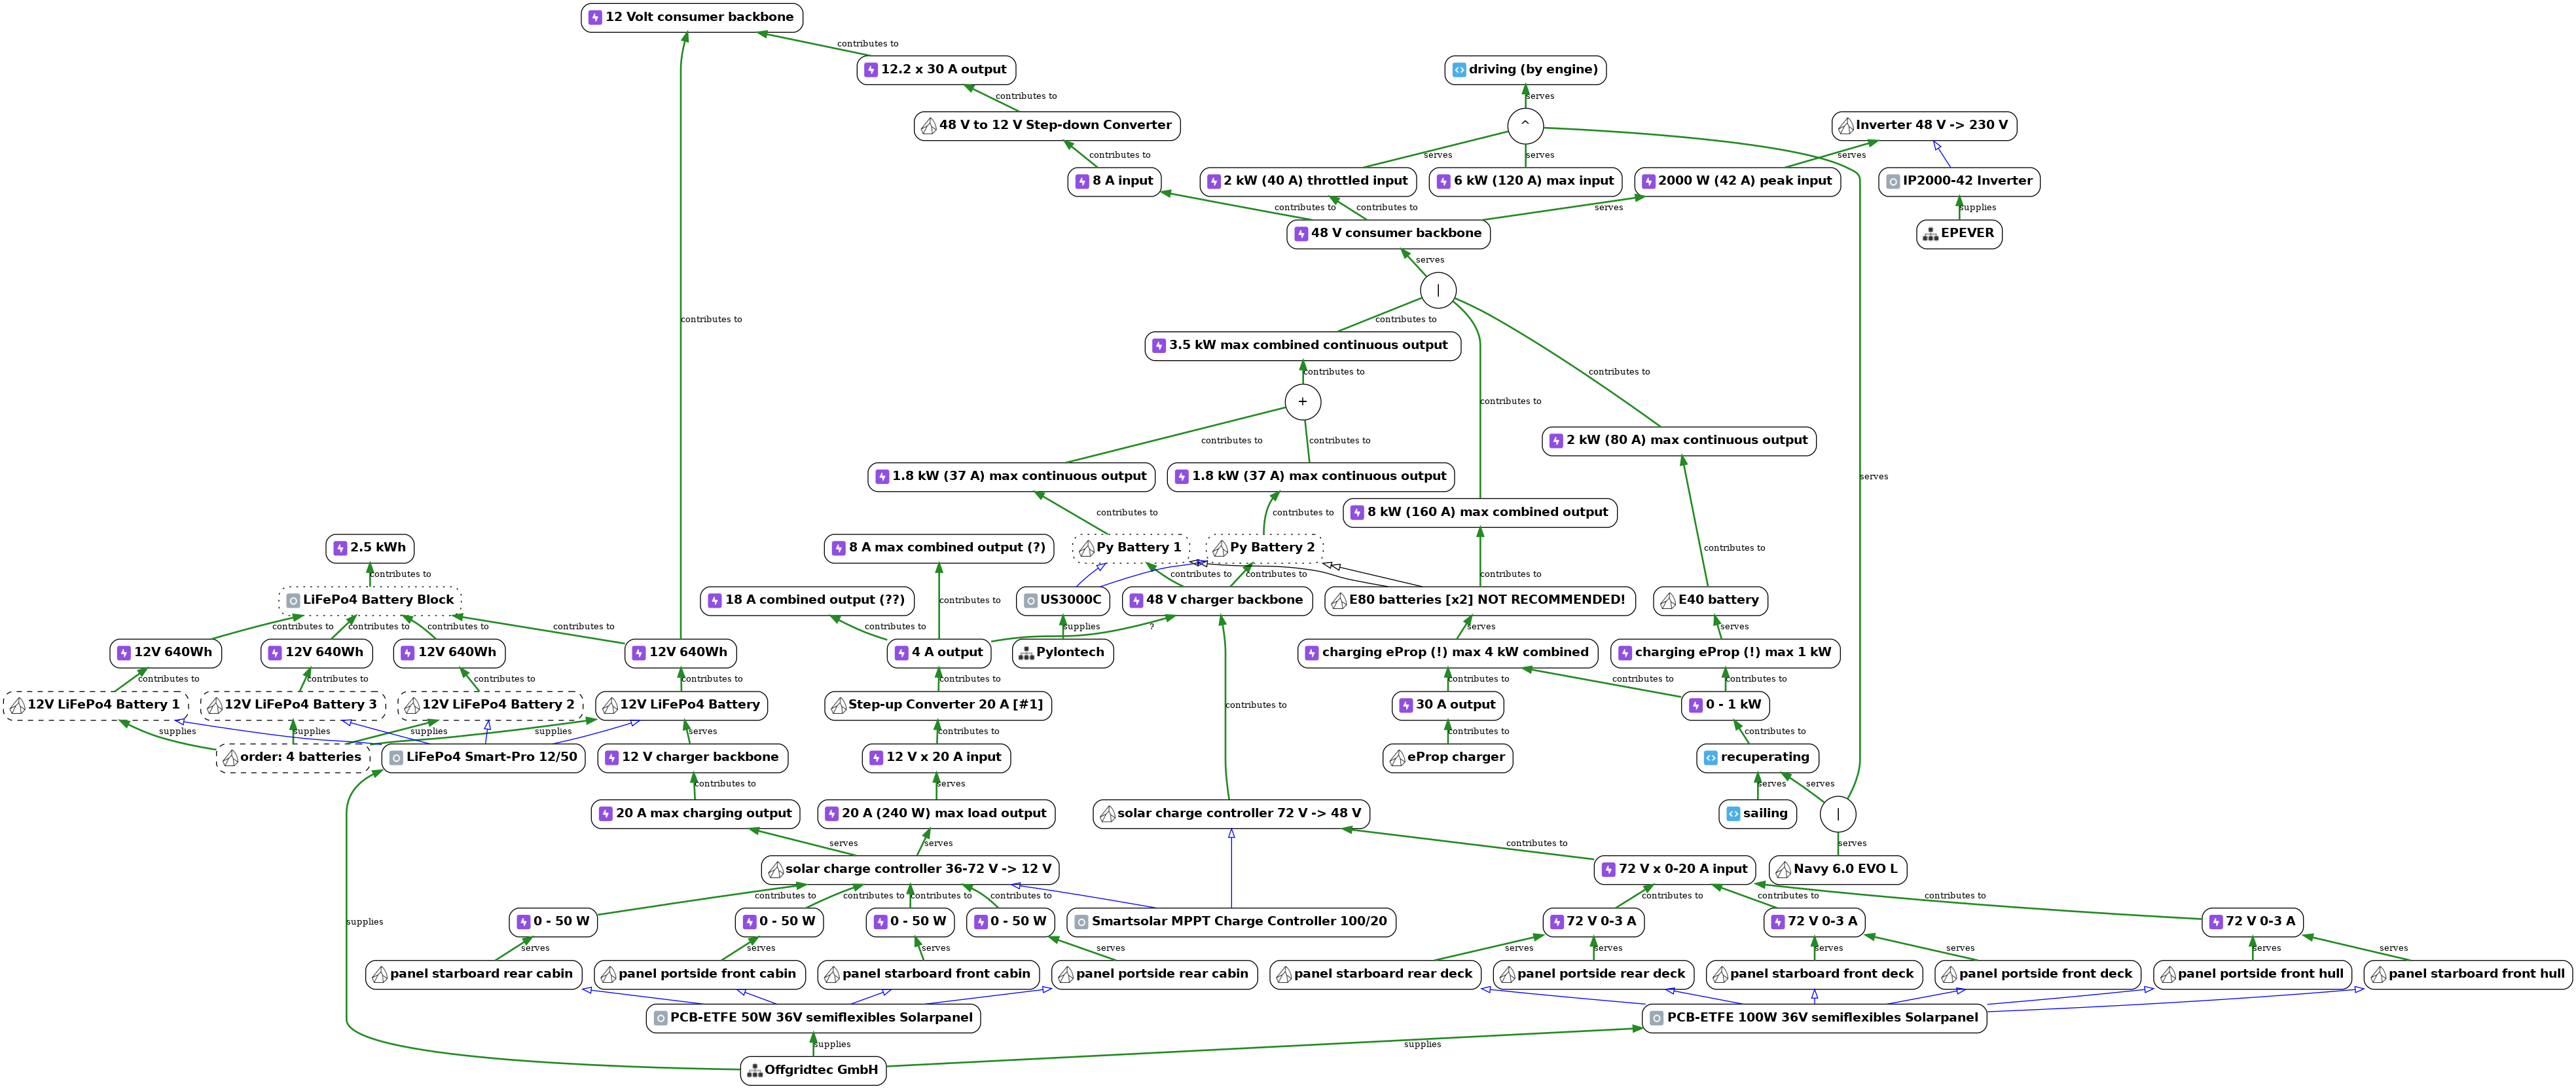 12 Volt consumer backbone
contributes to
12.2 x 30 A output
driving (by engine)
contributes to
serves
48 V to 12 V Step-down Converter
^
Inverter 48 V -> 230 V
contributes to
serves
serves
serves
8 A input
2 kW (40 A) throttled input
6 kW (120 A) max input
2000 W (42 A) peak input
IP2000-42 Inverter
contributes to
contributes to
serves
supplies
48 V consumer backbone
EPEVER
serves
|
contributes to
contributes to
3.5 kW max combined continuous output
contributes to
contributes to
+
contributes to
contributes to
contributes to
2 kW (80 A) max continuous output
1.8 kW (37 A) max continuous output
1.8 kW (37 A) max continuous output
serves
contributes to
contributes to
8 kW (160 A) max combined output
2.5 kWh
8 A max combined output (?)
Py Battery 1
Py Battery 2
contributes to
contributes to
contributes to
contributes to
contributes to
LiFePo4 Battery Block
18 A combined output (??)
contributes to
US3000C
48 V charger backbone
E80 batteries [x2] NOT RECOMMENDED!
E40 battery
contributes to
contributes to
contributes to
contributes to
contributes to
supplies
?
serves
serves
12V 640Wh
12V 640Wh
12V 640Wh
12V 640Wh
4 A output
Pylontech
charging eProp (!) max 4 kW combined
charging eProp (!) max 1 kW
contributes to
contributes to
contributes to
contributes to
contributes to
contributes to
contributes to
contributes to
12V LiFePo4 Battery 1
12V LiFePo4 Battery 3
12V LiFePo4 Battery 2
12V LiFePo4 Battery
Step-up Converter 20 A [#1]
contributes to
30 A output
0 - 1 kW
supplies
supplies
supplies
supplies
serves
contributes to
contributes to
contributes to
order: 4 batteries
LiFePo4 Smart-Pro 12/50
12 V charger backbone
12 V x 20 A input
eProp charger
recuperating
contributes to
serves
serves
serves
20 A max charging output
20 A (240 W) max load output
solar charge controller 72 V -> 48 V
sailing
|
serves
serves
contributes to
serves
solar charge controller 36-72 V -> 12 V
72 V x 0-20 A input
Navy 6.0 EVO L
contributes to
contributes to
contributes to
contributes to
contributes to
contributes to
contributes to
supplies
0 - 50 W
0 - 50 W
0 - 50 W
0 - 50 W
Smartsolar MPPT Charge Controller 100/20
72 V 0-3 A
72 V 0-3 A
72 V 0-3 A
serves
serves
serves
serves
serves
serves
serves
serves
serves
serves
panel starboard rear cabin
panel portside front cabin
panel starboard front cabin
panel portside rear cabin
panel starboard rear deck
panel portside rear deck
panel starboard front deck
panel portside front deck
panel portside front hull
panel starboard front hull
PCB-ETFE 50W 36V semiflexibles Solarpanel
PCB-ETFE 100W 36V semiflexibles Solarpanel
supplies
supplies
Offgridtec GmbH